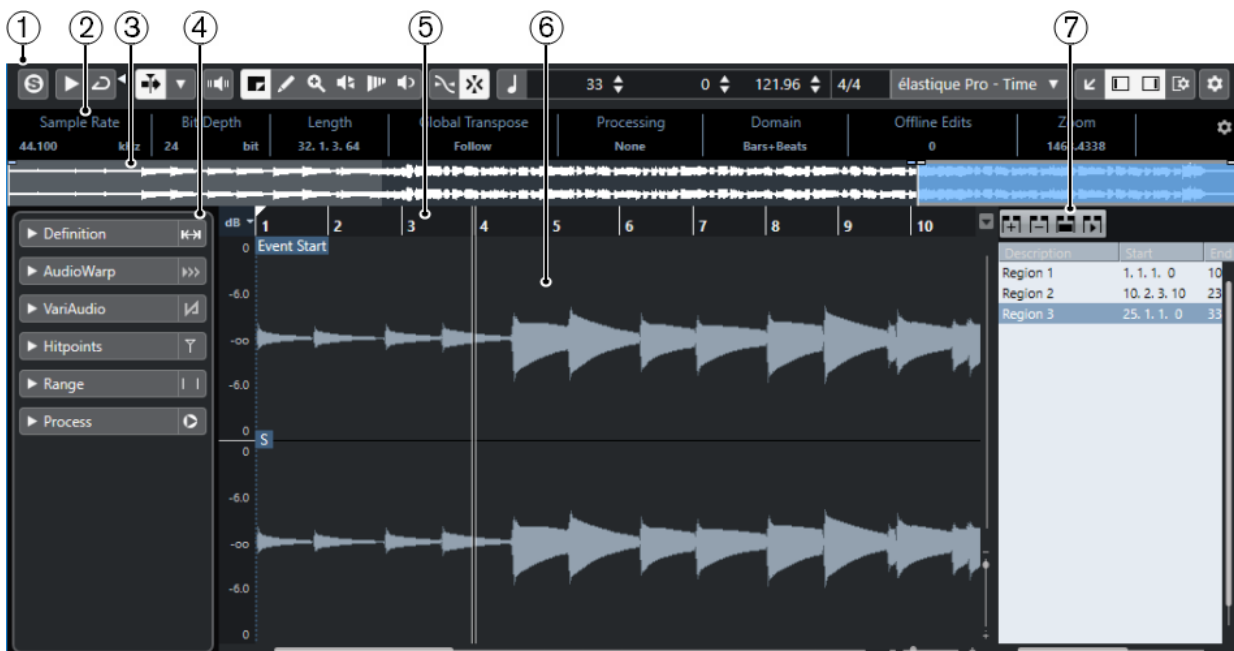 1 2 3 4 5 6 7
33 0 121.96 4/4 élastique Pro - Time
Sample Rate Bit Depth Length Global Transpose Processing Domain Offline Edits Zoom
44.100 24 bit 32. 1. 3. 64 Follow None Bars+Beats 0
dB 1 2 3 4 5 6 7 8 9 10
Definition
AudioWarp
VariAudio
Hitpoints
Range
Process
Event Start
0
-6.0
-oo
-6.0
0
S
0
-6.0
-oo
-6.0
0
Description Start End
Region 1 1. 1. 1. 0 10
Region 2 10. 2. 3. 10 23
Region 3 25. 1. 1. 0 33